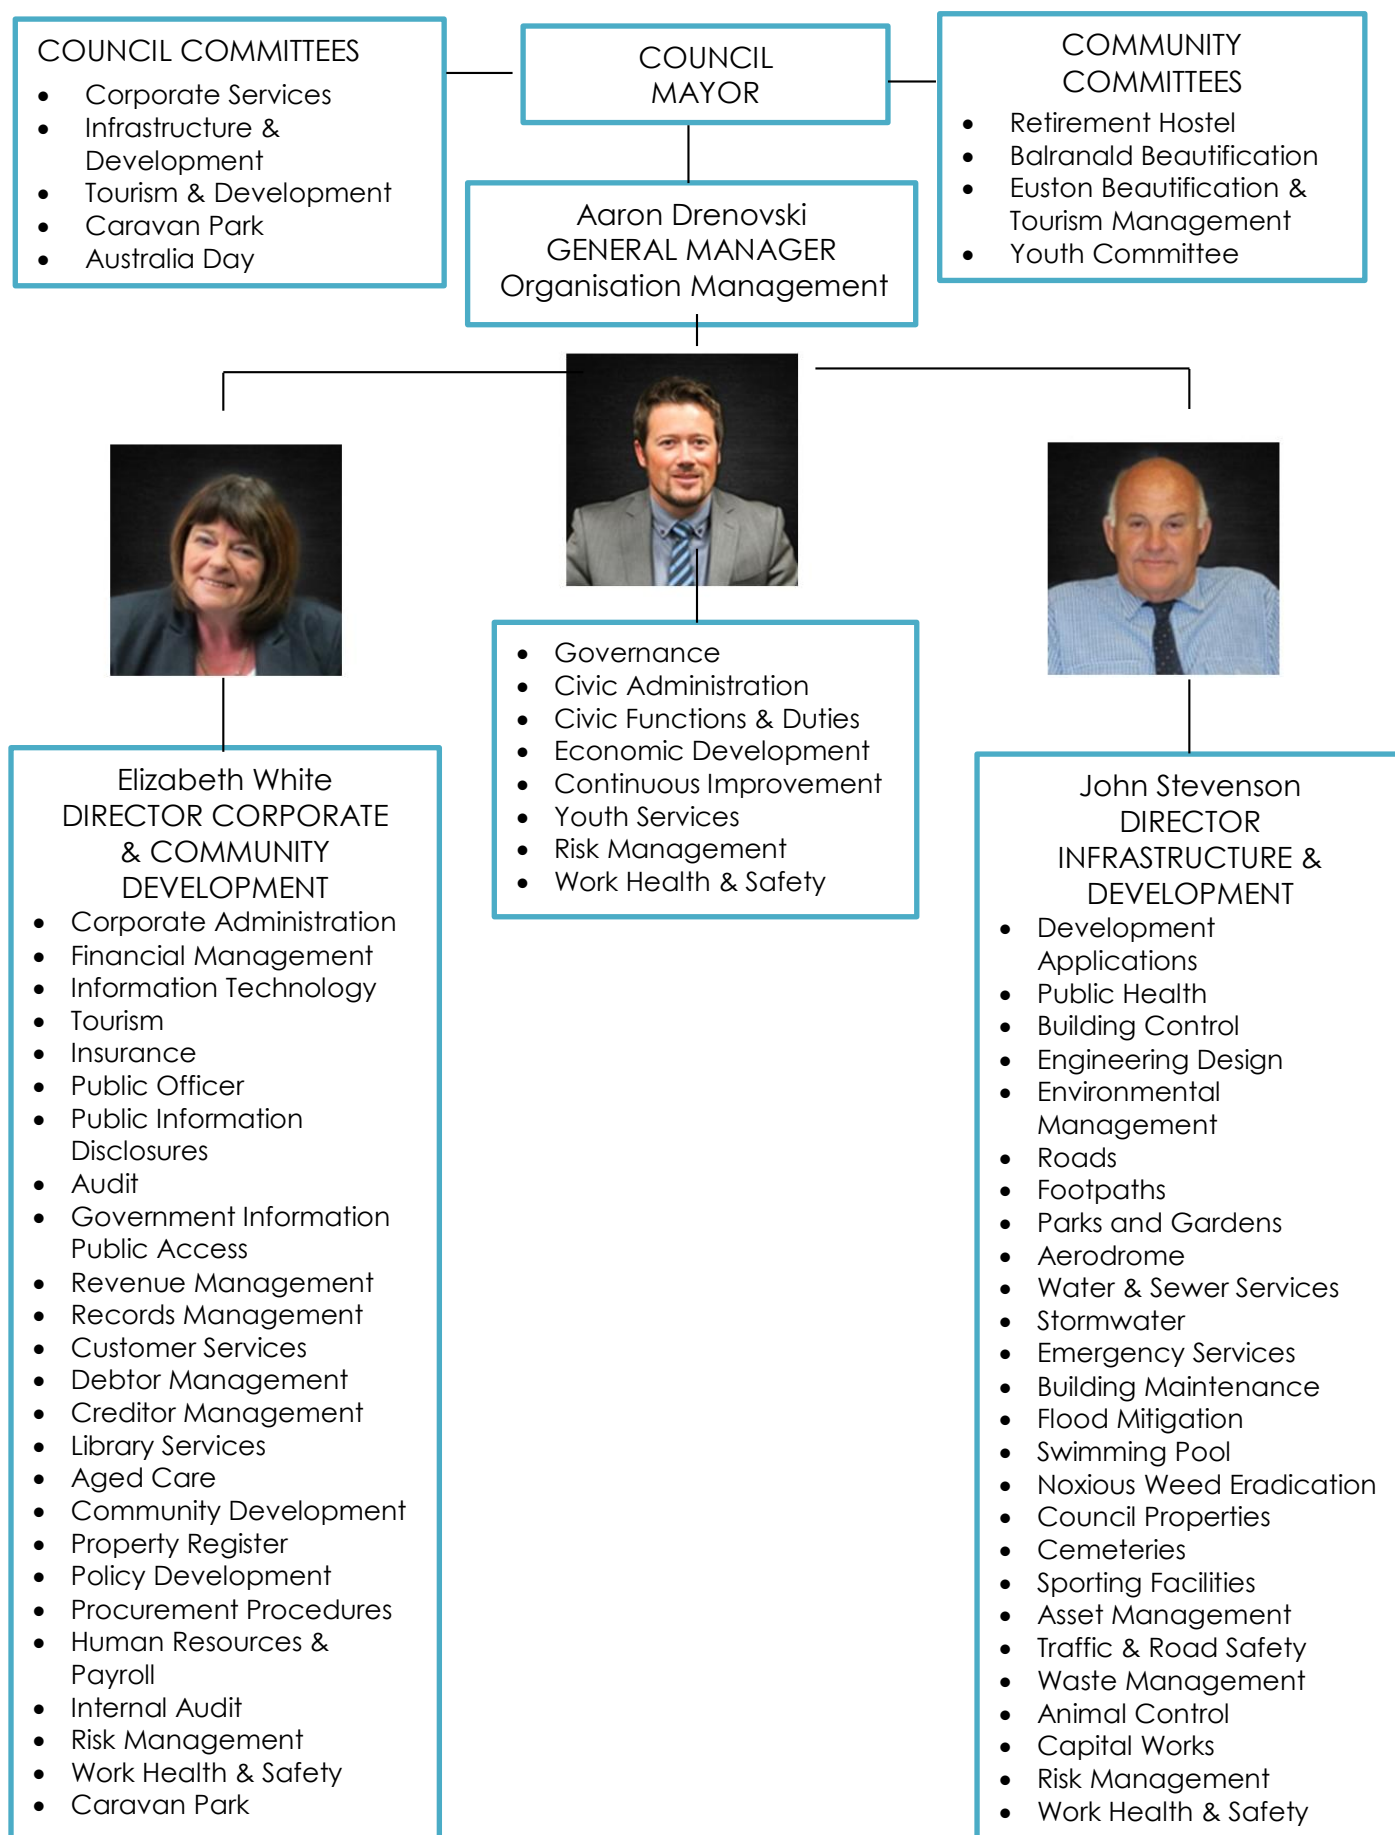 COUNCIL COMMITTEES
• Corporate Services
• Infrastructure &
Development
• Tourism & Development
• Caravan Park
• Australia Day
COUNCIL
MAYOR
COMMUNITY
COMMITTEES
• Retirement Hostel
• Balranald Beautification
• Euston Beautification &
Tourism Management
• Youth Committee
Aaron Drenovski
GENERAL MANAGER
Organisation Management
• Governance
• Civic Administration
• Civic Functions & Duties
• Economic Development
• Continuous Improvement
• Youth Services
• Risk Management
• Work Health & Safety
Elizabeth White
DIRECTOR CORPORATE
& COMMUNITY
DEVELOPMENT
• Corporate Administration
• Financial Management
• Information Technology
• Tourism
• Insurance
• Public Officer
• Public Information
Disclosures
• Audit
• Government Information
Public Access
• Revenue Management
• Records Management
• Customer Services
• Debtor Management
• Creditor Management
• Library Services
• Aged Care
• Community Development
• Property Register
• Policy Development
• Procurement Procedures
• Human Resources &
Payroll
• Internal Audit
• Risk Management
• Work Health & Safety
• Caravan Park
John Stevenson
DIRECTOR
INFRASTRUCTURE &
DEVELOPMENT
• Development
Applications
• Public Health
• Building Control
• Engineering Design
• Environmental
Management
• Roads
• Footpaths
• Parks and Gardens
• Aerodrome
• Water & Sewer Services
• Stormwater
• Emergency Services
• Building Maintenance
• Flood Mitigation
• Swimming Pool
• Noxious Weed Eradication
• Council Properties
• Cemeteries
• Sporting Facilities
• Asset Management
• Traffic & Road Safety
• Waste Management
• Animal Control
• Capital Works
• Risk Management
• Work Health & Safety